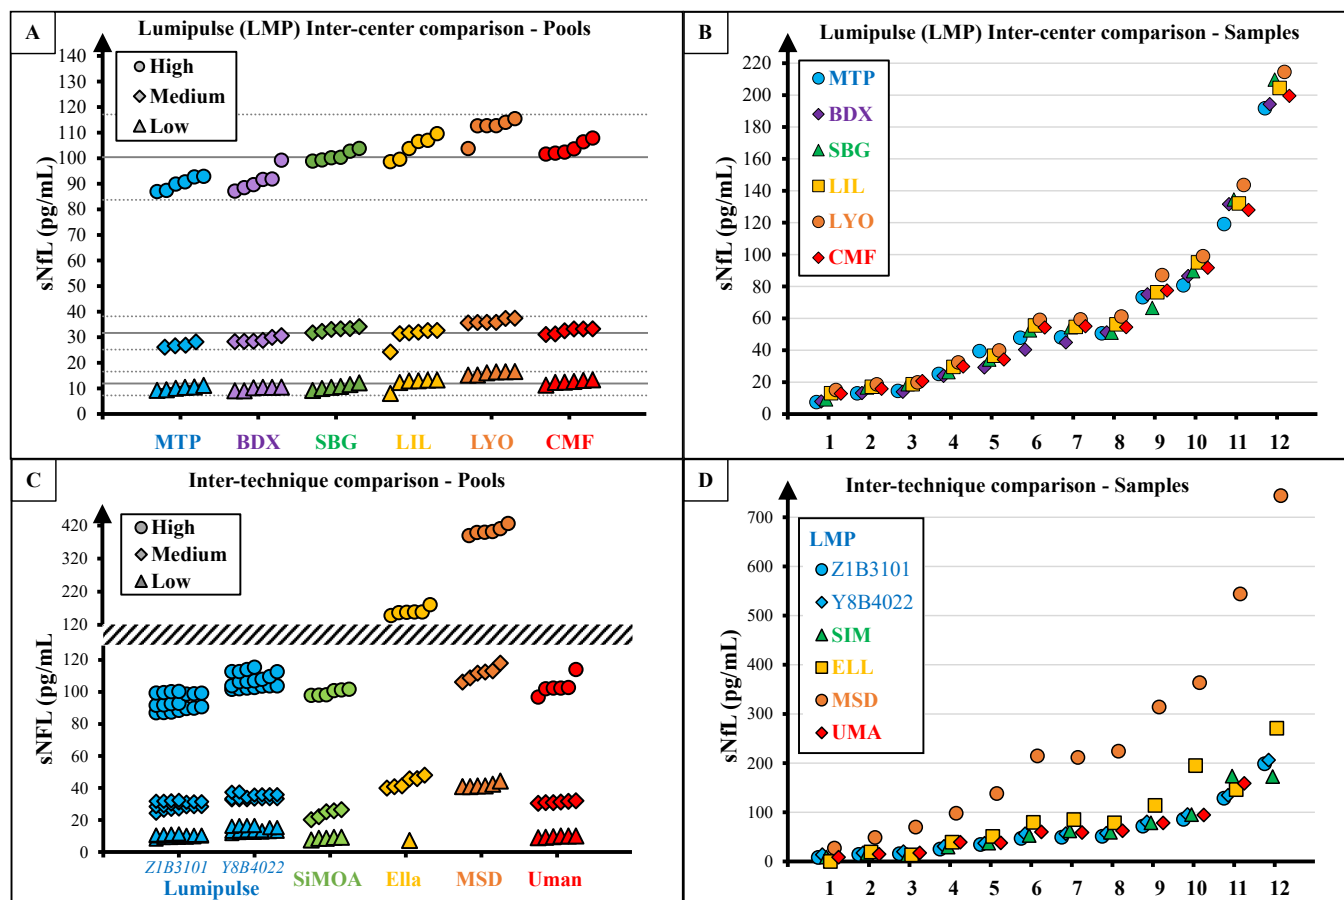 A
Lumipulse (LMP) Inter-center comparison - Pools
High
Medium
Low
sNfL (pg/mL)
140
130
120
110
100
90
80
70
60
50
40
30
20
10
0
MTP BDX SBG LIL LYO CMF
B
Lumipulse (LMP) Inter-center comparison - Samples
MTP
BDX
SBG
LIL
LYO
CMF
sNfL (pg/mL)
220
200
180
160
140
120
100
80
60
40
20
0
1 2 3 4 5 6 7 8 9 10 11 12
C
Inter-technique comparison - Pools
High
Medium
Low
sNFL (pg/mL
420
320
220
120
120
100
80
60
40
20
0
Z1B3101 Y8B4022
Lumipulse SiMOA Ella MSD Uman
D
Inter-technique comparison - Samples
LMP
Z1B3101
Y8B4022
SIM
ELL
MSD
UMA
sNfL (pg/mL)
700
600
500
400
300
200
100
0
1 2 3 4 5 6 7 8 9 10 11 12